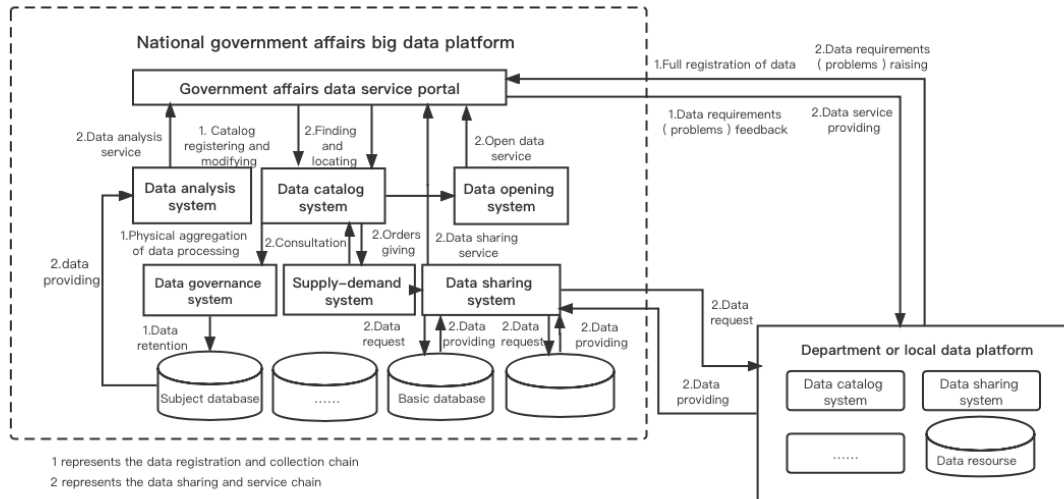 National government affairs big data platform
Government affairs data service portal
1.Full registration of data
2.Data requirements
( problems ) raising
1.Data requirements
( problems ) feedback
2.Data service
providing
2.Data analysis
service
1. Catalog
registering and
modifying
2.Finding
and
locating
2.Open data
service
Data analysis
system
Data catalog
system
Data opening
system
1.Physical aggregation
of data processing
2.Consultation
2.Orders
giving
2.Data sharing
service
2.data
providing
Data governance
system
Supply-demand
system
Data sharing
system
2.Data
request
1.Data
retention
2.Data
request
2.Data
providing
2.Data
request
2.Data
providing
Subject database
......
Basic database
2.Data
providing
Department or local data platform
Data catalog
system
Data sharing
system
......
Data resourse
1 represents the data registration and collection chain
2 represents the data sharing and service chain